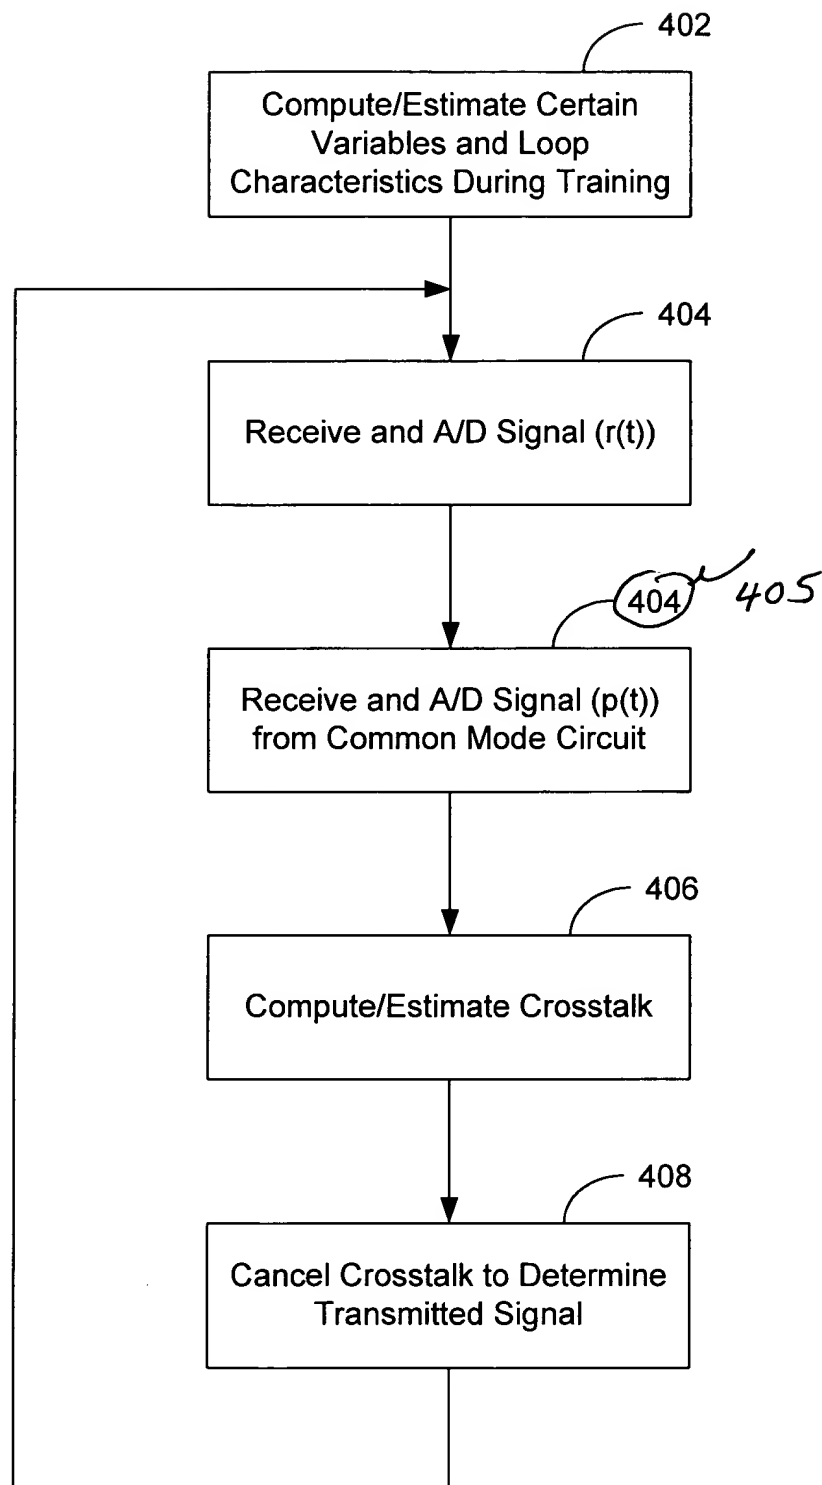 402
Compute/Estimate Certain
Variables and Loop
Characteristics During Training
404
Receive and A/D Signal (r(t))
404 405
Receive and A/D Signal (p(t))
from Common Mode Circuit
406
Compute/Estimate Crosstalk
408
Cancel Crosstalk to Determine
Transmitted Signal